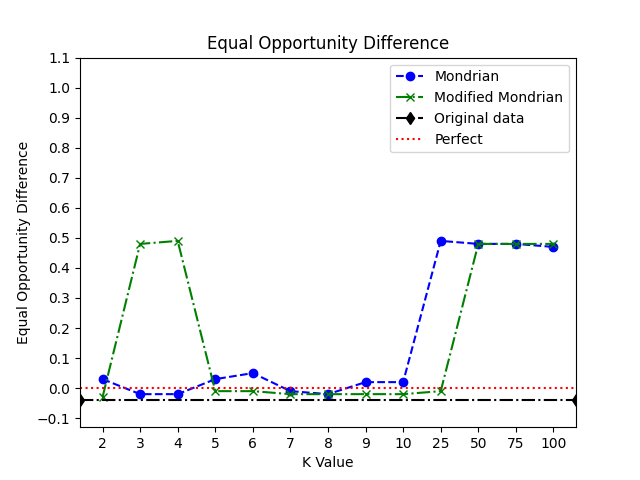 Equal Opportunity Difference
Equal Opportunity Difference
1.1
1.0
0.9
0.8
0.7
0.6
0.5
0.4
0.3
0.2
0.1
0.0
−0.1
Mondrian
Modified Mondrian
Original data
Perfect
2 3 4 5 6 7 8 9 10 25 50 75 100
K Value